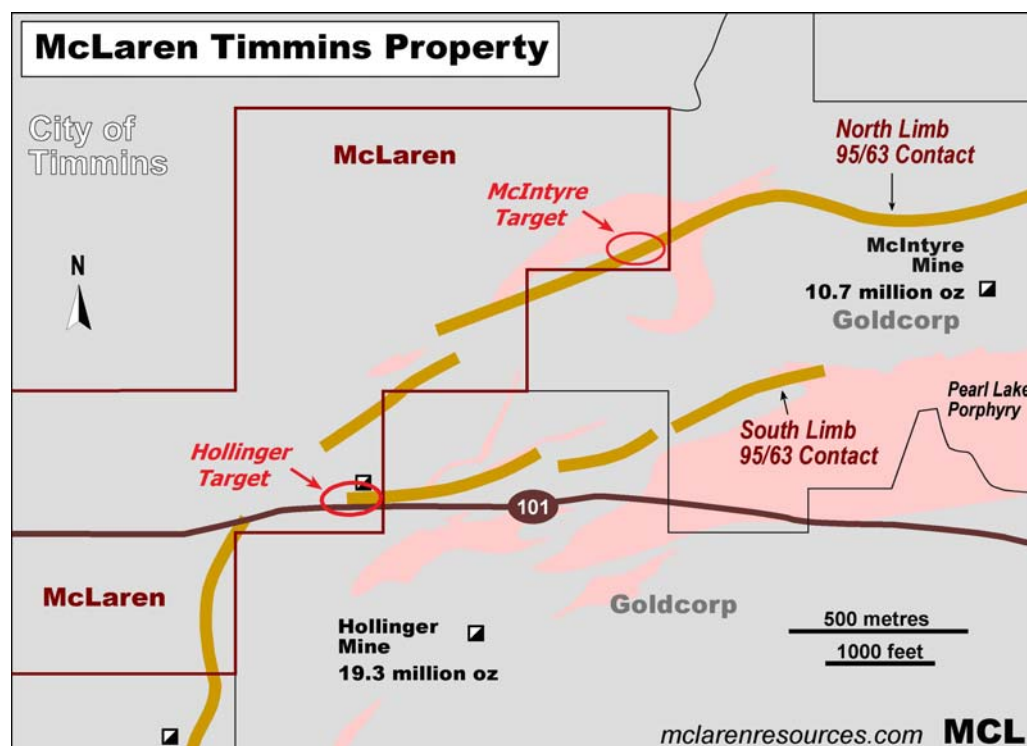 McLaren Timmins Property
City of
Timmins
McLaren
North Limb
95/63 Contact
McIntyre
Target
N
McIntyre
Mine
10.7 million oz
Goldcorp
Pearl Lake
Porphyry
South Limb
95/63 Contact
Hollinger
Target
101
McLaren
Goldcorp
Hollinger
Mine
19.3 million oz
500 metres
1000 feet
mclarenresources.com MCL